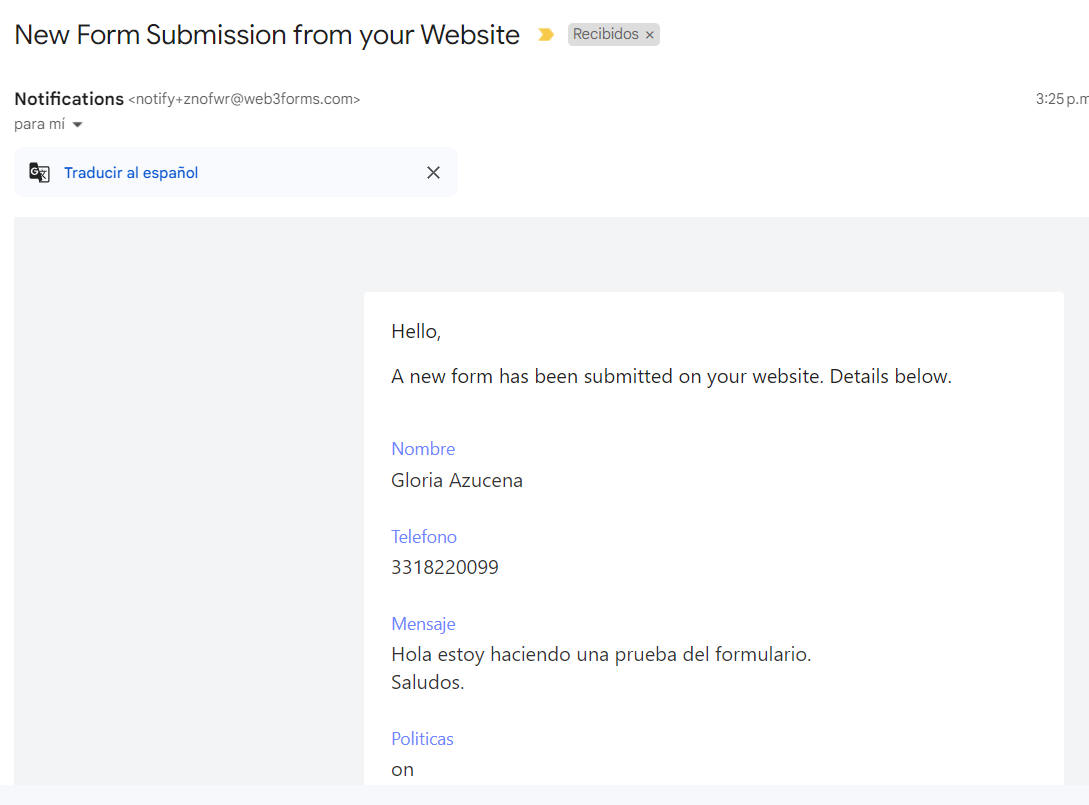 New Form Submission from your Website
Recibidos ×
Notifications <notify+znofwr@web3forms.com>
3:25 p.m
para mí
Traducir al español
Hello,
A new form has been submitted on your website. Details below.
Nombre
Gloria Azucena
Telefono
3318220099
Mensaje
Hola estoy haciendo una prueba del formulario.
Saludos.
Politicas
on